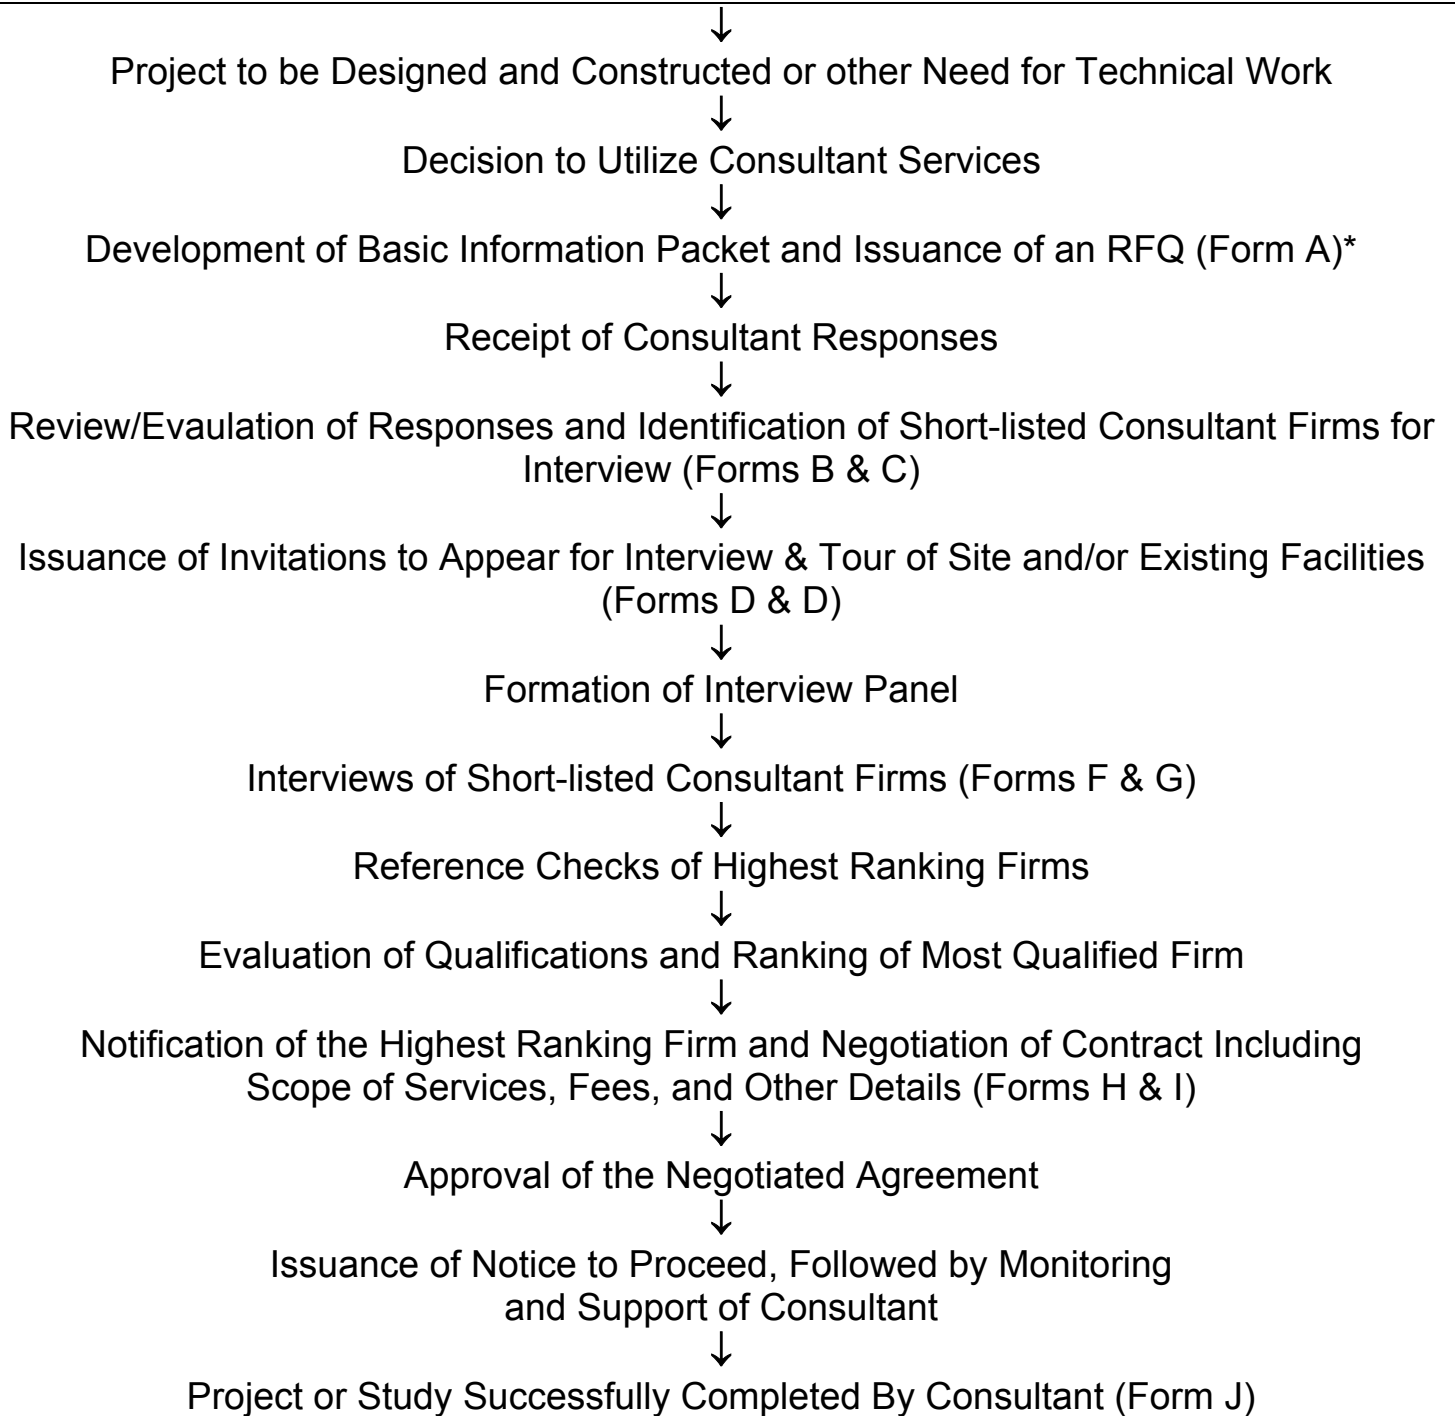 Project to be Designed and Constructed or other Need for Technical Work
Decision to Utilize Consultant Services
Development of Basic Information Packet and Issuance of an RFQ (Form A)*
Receipt of Consultant Responses
Review/Evaulation of Responses and Identification of Short-listed Consultant Firms for
Interview (Forms B & C)
Issuance of Invitations to Appear for Interview & Tour of Site and/or Existing Facilities
(Forms D & D)
Formation of Interview Panel
Interviews of Short-listed Consultant Firms (Forms F & G)
Reference Checks of Highest Ranking Firms
Evaluation of Qualifications and Ranking of Most Qualified Firm
Notification of the Highest Ranking Firm and Negotiation of Contract Including
Scope of Services, Fees, and Other Details (Forms H & I)
Approval of the Negotiated Agreement
Issuance of Notice to Proceed, Followed by Monitoring
and Support of Consultant
Project or Study Successfully Completed By Consultant (Form J)